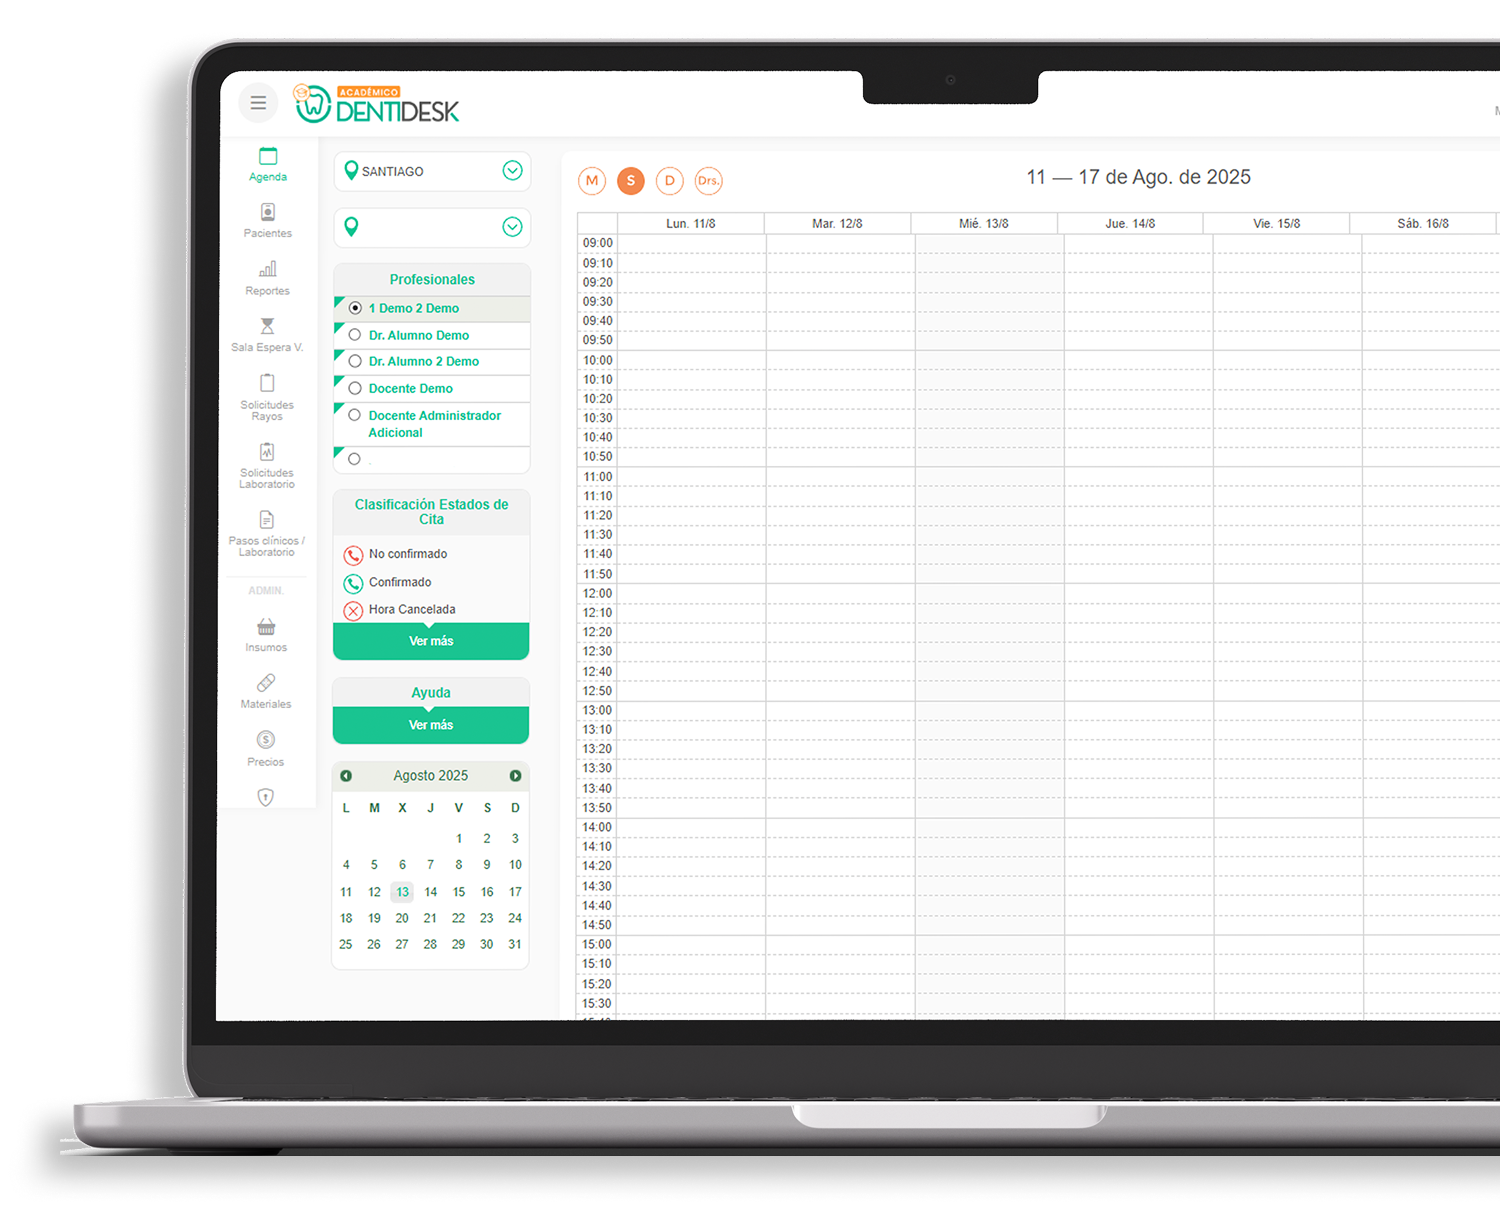 ACADÉMICO
DENTIDESK
Agenda
Pacientes
Reportes
Sala Espera V.
Solicitudes
Rayos
Solicitudes
Laboratorio
Pasos clínicos /
Laboratorio
ADMIN.
Insumos
Materiales
Precios
SANTIAGO
Profesionales
1 Demo 2 Demo
Dr. Alumno Demo
Dr. Alumno 2 Demo
Docente Demo
Docente Administrador
Adicional
.
Clasificación Estados de
Cita
No confirmado
Confirmado
Hora Cancelada
Ver más
Ayuda
Ver más
Agosto 2025
L M X J V S D
1 2 3
4 5 6 7 8 9 10
11 12 13 14 15 16 17
18 19 20 21 22 23 24
25 26 27 28 29 30 31
M S D Drs.
11 — 17 de Ago. de 2025
Lun. 11/8 Mar. 12/8 Mié. 13/8 Jue. 14/8 Vie. 15/8 Sáb. 16/8
09:00
09:10
09:20
09:30
09:40
09:50
10:00
10:10
10:20
10:30
10:40
10:50
11:00
11:10
11:20
11:30
11:40
11:50
12:00
12:10
12:20
12:30
12:40
12:50
13:00
13:10
13:20
13:30
13:40
13:50
14:00
14:10
14:20
14:30
14:40
14:50
15:00
15:10
15:20
15:30